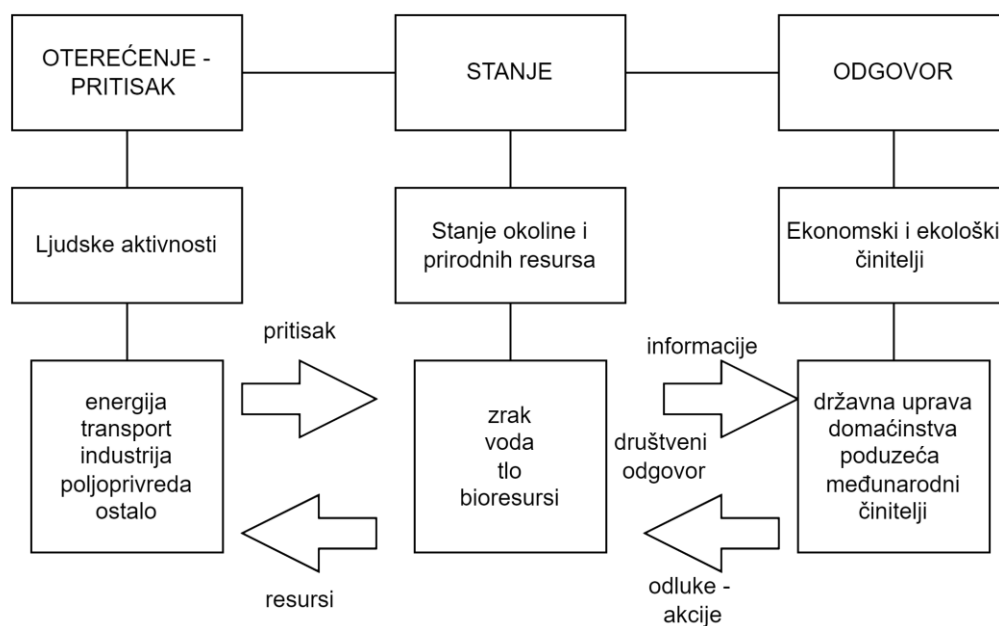 OTEREĆENJE -
PRITISAK
STANJE
ODGOVOR
Ljudske aktivnosti
Stanje okoline i
prirodnih resursa
Ekonomski i ekološki
činitelji
pritisak
informacije
energija
transport
industrija
poljoprivreda
ostalo
zrak
voda
tlo
bioresursi
društveni
odgovor
državna uprava
domaćinstva
poduzeća
međunarodni
činitelji
resursi
odluke -
akcije